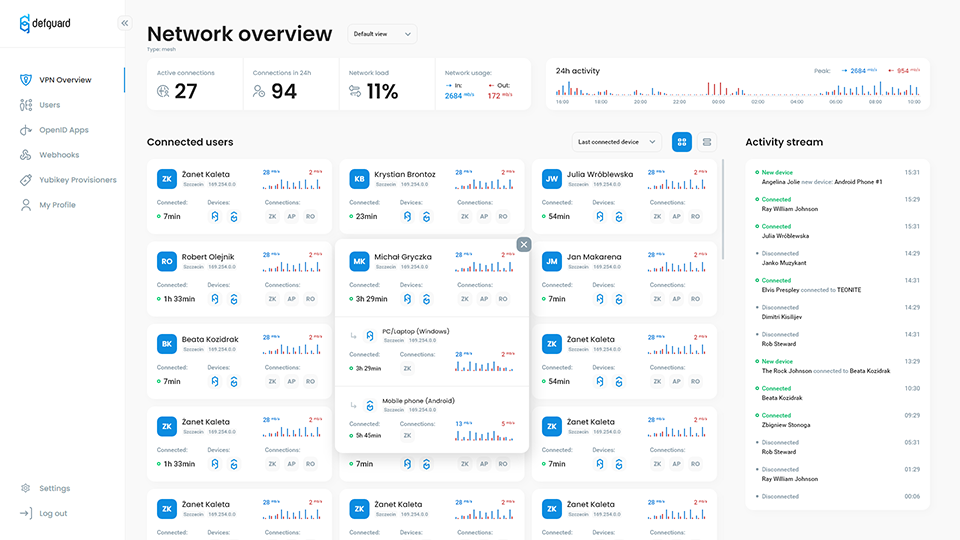 defguard
Network overview
Default view
Type: mesh
VPN Overview
Users
OpenID Apps
Webhooks
Yubikey Provisioners
My Profile
Settings
Log out
Active connections
27
Connections in 24h
94
Network load
11%
Network usage:
In: Out:
2684 mb/s 172 mb/s
24h activity
Peak: 2684 mb/s 954 mb/s
16:00 18:00 20:00 22:00 00:00 02:00 04:00 06:00 08:00 10:00
Connected users
Last connected device
ZK Żanet Kaleta 28 mb/s 2 mb/s
Szczecin 169.254.0.0
Connected: Devices: Connections:
7min ZK AP RO
KB Krystian Brontoz 28 mb/s 2 mb/s
Szczecin 169.254.0.0
Connected: Devices: Connections:
23min ZK AP RO
JW Julia Wróblewska 28 mb/s 2 mb/s
Szczecin 169.254.0.0
Connected: Devices: Connections:
54min ZK AP RO
RO Robert Olejnik 28 mb/s 2 mb/s
Szczecin 169.254.0.0
Connected: Devices: Connections:
1h 33min ZK AP RO
MK Michał Gryczka 28 mb/s 2 mb/s
Szczecin 169.254.0.0
Connected: Devices: Connections:
3h 29min ZK AP RO
PC/Laptop (Windows)
Szczecin 169.254.0.0
Connected: Connections: 28 mb/s 2 mb/s
3h 29min ZK
Mobile phone (Android)
Szczecin 169.254.0.0
Connected: Connections: 13 mb/s 5 mb/s
5h 45min ZK
JM Jan Makarena 28 mb/s 2 mb/s
Szczecin 169.254.0.0
Connected: Devices: Connections:
7min ZK AP RO
BK Beata Kozidrak 28 mb/s 2 mb/s
Szczecin 169.254.0.0
Connected: Devices: Connections:
7min ZK AP RO
ZK Żanet Kaleta 28 mb/s 2 mb/s
Szczecin 169.254.0.0
Connected: Devices: Connections:
54min ZK AP RO
ZK Żanet Kaleta 28 mb/s 2 mb/s
Szczecin 169.254.0.0
Connected: Devices: Connections:
1h 33min ZK AP RO
7min ZK AP RO
ZK Żanet Kaleta 28 mb/s 2 mb/s
Szczecin 169.254.0.0
Connected: Devices: Connections:
7min ZK AP RO
ZK Żanet Kaleta 28 mb/s 2 mb/s
Szczecin 169.254.0.0
Connected: Devices: Connections:
ZK Żanet Kaleta 28 mb/s 2 mb/s
Szczecin 169.254.0.0
Connected: Devices: Connections:
ZK Żanet Kaleta 28 mb/s 2 mb/s
Szczecin 169.254.0.0
Connected: Devices: Connections:
Activity stream
New device 15:31
Angelina Jolie new device: Android Phone #1
Connected 15:29
Ray William Johnson
Connected 15:31
Julia Wróblewska
Disconnected 14:29
Janko Muzykant
Connected 14:31
Elvis Prespley connected to TEONITE
Disconnected 14:29
Dimitri Kisilijev
Disconnected 14:31
Rob Steward
New device 13:29
The Rock Johnson connected to Beata Kozidrak
Connected 10:30
Beata Kozidrak
Connected 09:29
Zbigniew Stonoga
Disconnected 05:31
Rob Steward
Disconnected 01:29
Ray William Johnson
Disconnected 00:06